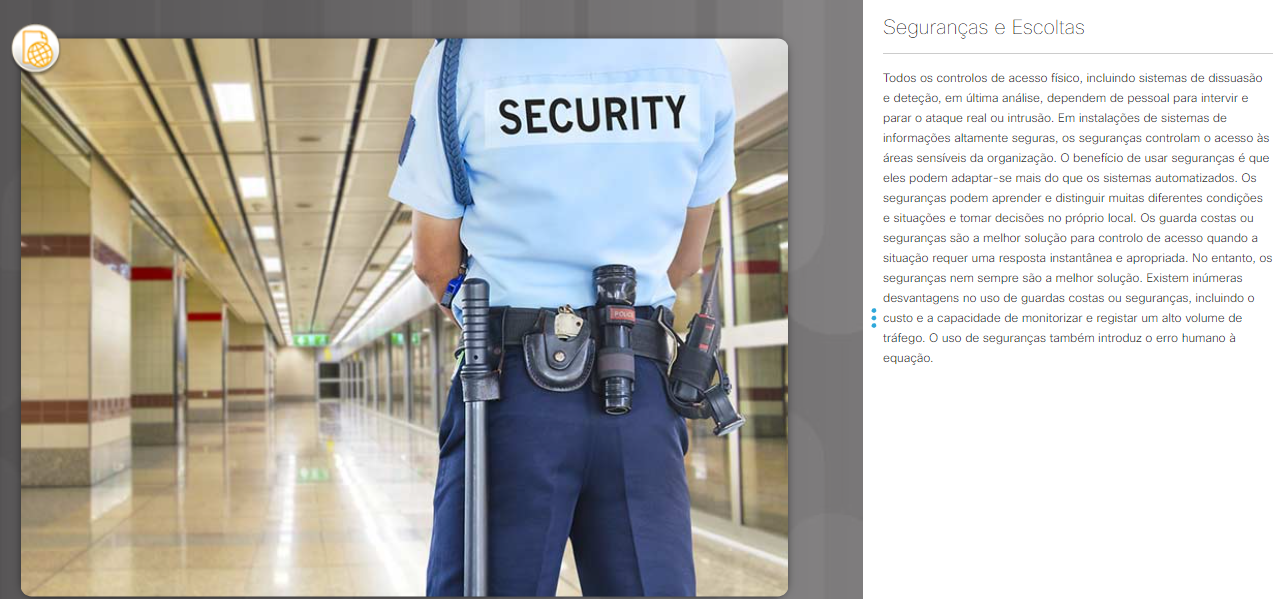 Seguranças e Escoltas
Todos os controlos de acesso físico, incluindo sistemas de dissuasão
e deteção, em última análise, dependem de pessoal para intervir e
parar o ataque real ou intrusão. Em instalações de sistemas de
informações altamente seguras, os seguranças controlam o acesso às
áreas sensíveis da organização. O benefício de usar seguranças é que
eles podem adaptar-se mais do que os sistemas automatizados. Os
seguranças podem aprender e distinguir muitas diferentes condições
e situações e tomar decisões no próprio local. Os guarda costas ou
seguranças são a melhor solução para controlo de acesso quando a
situação requer uma resposta instantânea e apropriada. No entanto, os
seguranças nem sempre são a melhor solução. Existem inúmeras
desvantagens no uso de guardas costas ou seguranças, incluindo o
custo e a capacidade de monitorizar e registar um alto volume de
tráfego. O uso de seguranças também introduz o erro humano à
equação.
SECURITY
POLICE